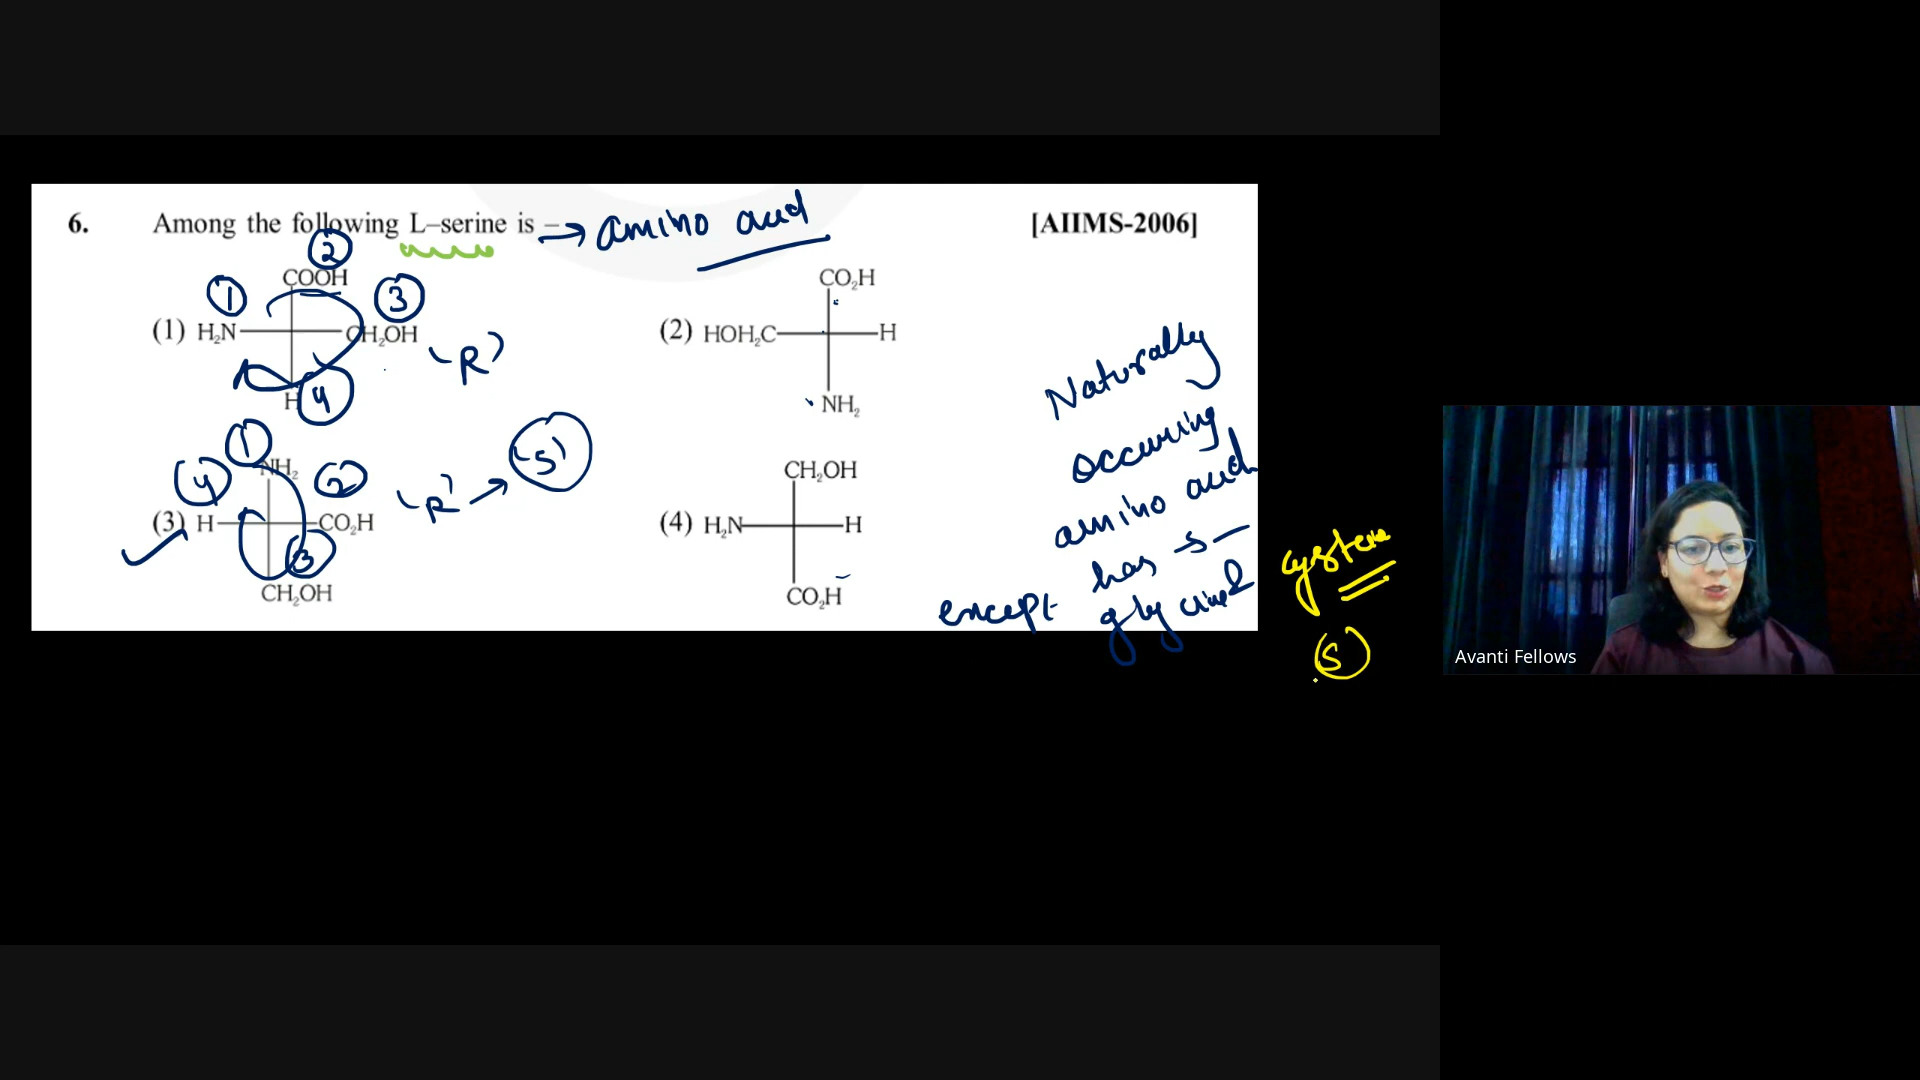 6. Among the following L–serine is – → amino acid [AIIMS-2006]
②
COOH
① ③
(1) H₂N CH₂OH
'R'
H ④
CO₂H
(2) HOH₂C H
NH₂
①
NH₂
④ ②
(3) H CO₂H 'R' → 'S'
③
CH₂OH
CH₂OH
(4) H₂N H
CO₂H
Naturally
occuring
amino acid
has s –
except glycine
(S)
Avanti Fellows